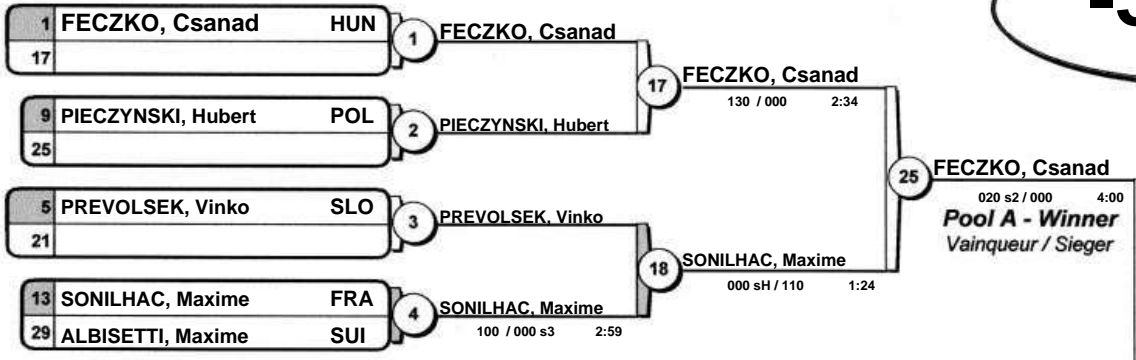 1 FECZKO, Csanad HUN
17
1
FECZKO, Csanad
9 PIECZYNSKI, Hubert POL
25
2
PIECZYNSKI, Hubert
17
FECZKO, Csanad
130 / 000 2:34
5 PREVOLSEK, Vinko SLO
21
3
PREVOLSEK, Vinko
13 SONILHAC, Maxime FRA
29 ALBISETTI, Maxime SUI
4
SONILHAC, Maxime
100 / 000 s3 2:59
18
SONILHAC, Maxime
000 sH / 110 1:24
25
FECZKO, Csanad
020 s2 / 000 4:00
Pool A - Winner
Vainqueur / Sieger